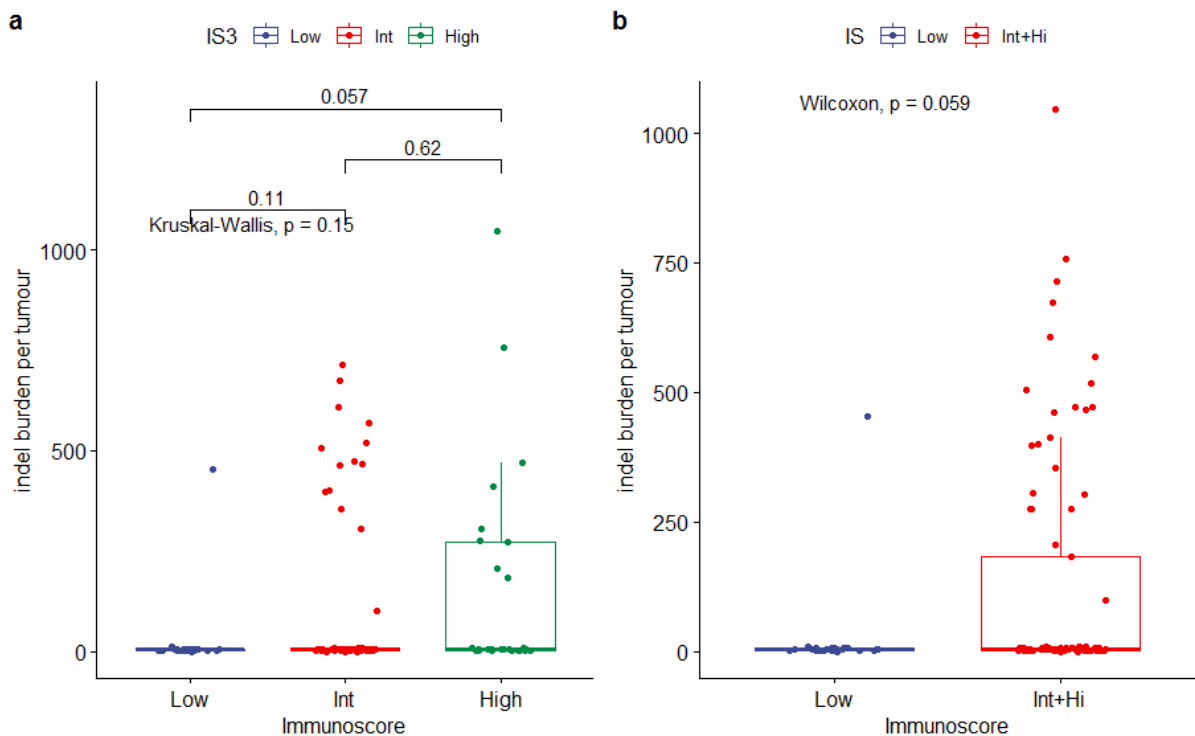 a
IS3 Low Int High
0.057
0.62
0.11
Kruskal-Wallis, p = 0.15
1000
500
0
indel burden per tumour
Low Int High
Immunoscore
b
IS Low Int+Hi
Wilcoxon, p = 0.059
1000
750
500
250
0
indel burden per tumour
Low Int+Hi
Immunoscore